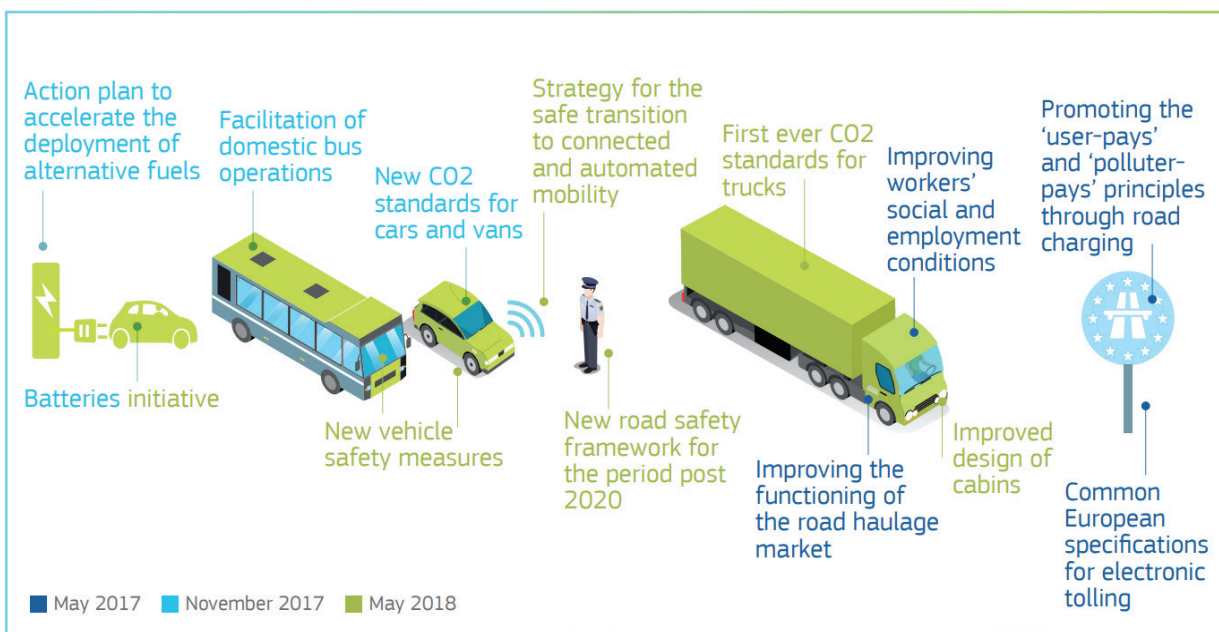 Action plan to
accelerate the
deployment of
alternative fuels
Facilitation of
domestic bus
operations
New CO2
standards for
cars and vans
Strategy for the
safe transition
to connected
and automated
mobility
First ever CO2
standards for
trucks
Improving
workers'
social and
employment
conditions
Promoting the
‘user-pays’
and ‘polluter-
pays’ principles
through road
charging
Batteries initiative
New vehicle
safety measures
New road safety
framework for
the period post
2020
Improving the
functioning of
the road haulage
market
Improved
design of
cabins
Common
European
specifications
for electronic
tolling
May 2017 November 2017 May 2018